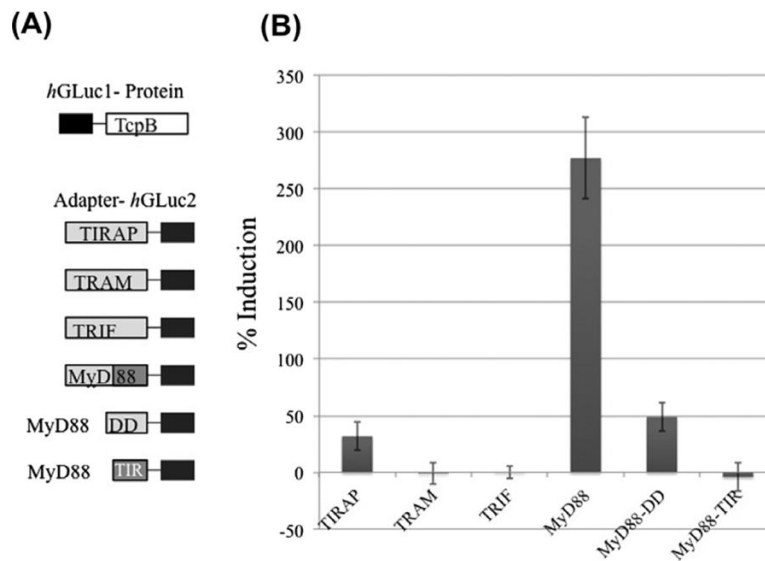 (A)
hGLuc1- Protein
TcpB
Adapter- hGLuc2
TIRAP
TRAM
TRIF
MyD88
MyD88 DD
MyD88 TIR
(B)
% Induction
350
300
250
200
150
100
50
0
-50
TIRAP
TRAM
TRIF
MyD88
MyD88-DD
MyD88-TIR